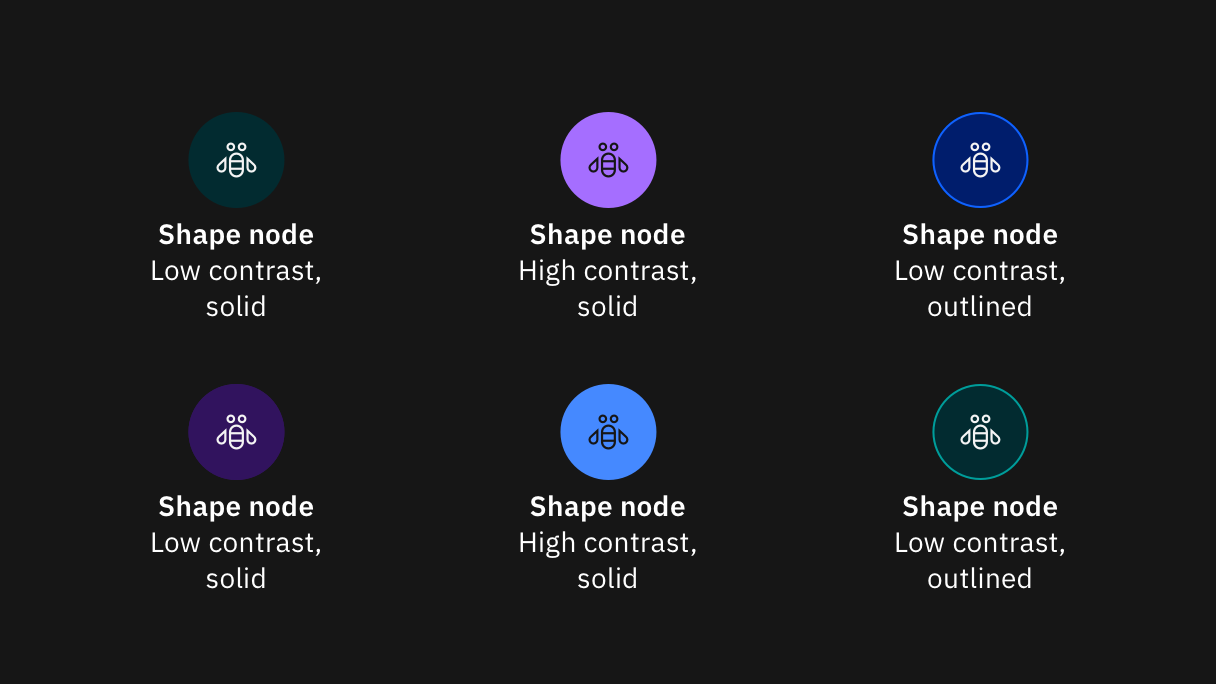 Shape node
Low contrast,
solid
Shape node
High contrast,
solid
Shape node
Low contrast,
outlined
Shape node
Low contrast,
solid
Shape node
High contrast,
solid
Shape node
Low contrast,
outlined